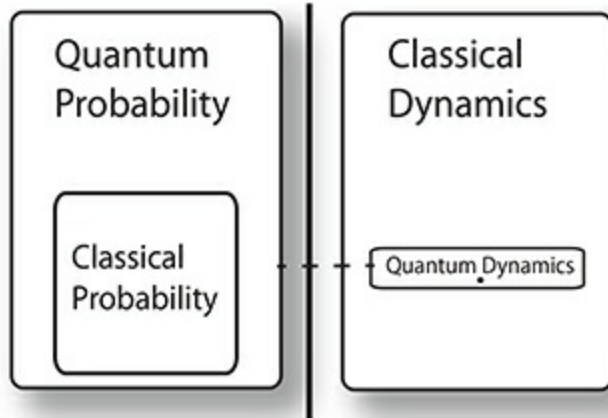 Quantum
Probability
Classical
Probability
Classical
Dynamics
Quantum Dynamics